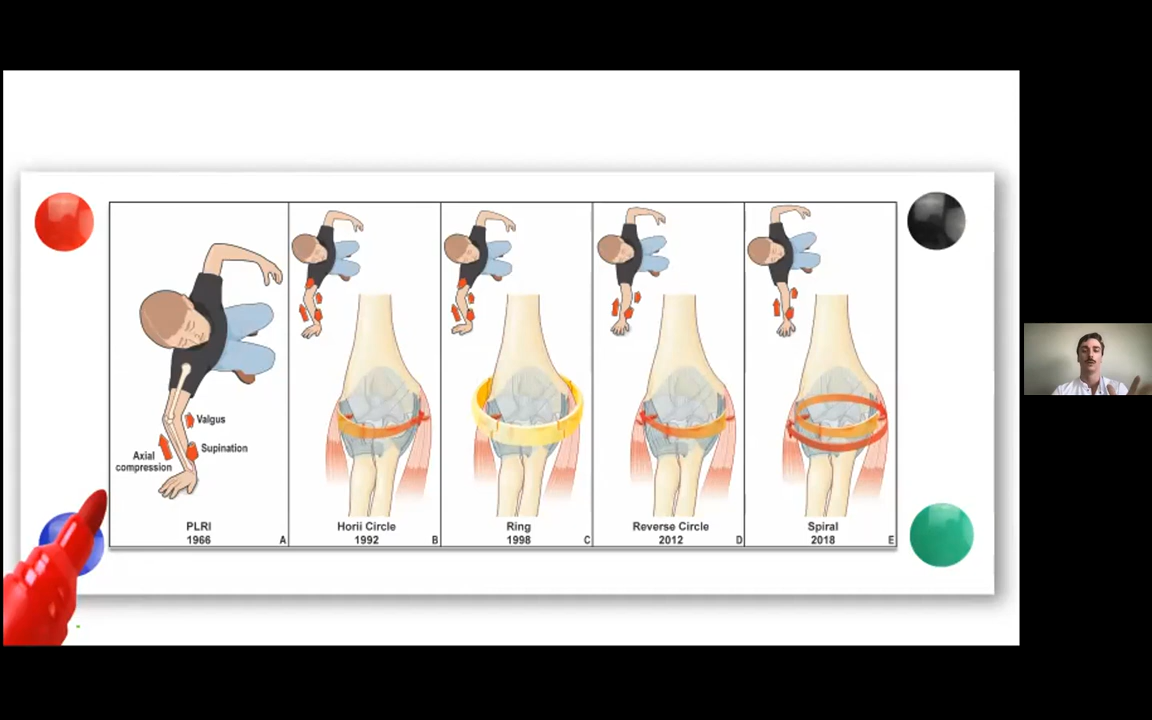 Valgus
Axial
compression
Supination
PLRI
1966
A
Horii Circle
1992
B
Ring
1998
C
Reverse Circle
2012
D
Spiral
2018
E